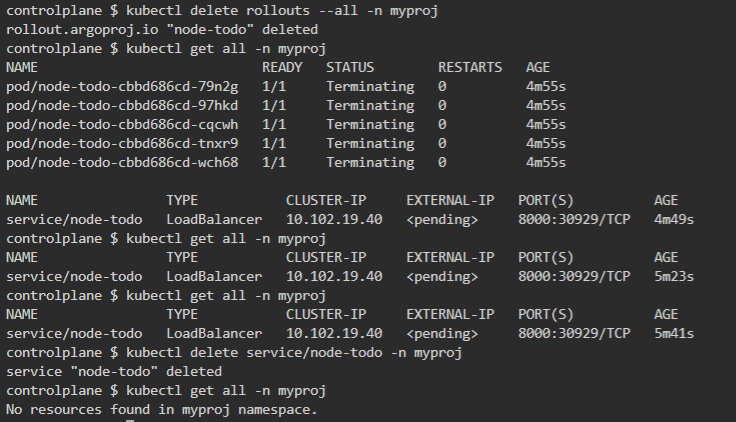 controlplane $ kubectl delete rollouts --all -n myproj
rollout.argoproj.io "node-todo" deleted
controlplane $ kubectl get all -n myproj
NAME                            READY   STATUS        RESTARTS   AGE
pod/node-todo-cbbd686cd-79n2g   1/1     Terminating   0          4m55s
pod/node-todo-cbbd686cd-97hkd   1/1     Terminating   0          4m55s
pod/node-todo-cbbd686cd-cqcwh   1/1     Terminating   0          4m55s
pod/node-todo-cbbd686cd-tnxr9   1/1     Terminating   0          4m55s
pod/node-todo-cbbd686cd-wch68   1/1     Terminating   0          4m55s

NAME                TYPE           CLUSTER-IP     EXTERNAL-IP   PORT(S)          AGE
service/node-todo   LoadBalancer   10.102.19.40   <pending>     8000:30929/TCP   4m49s
controlplane $ kubectl get all -n myproj
NAME                TYPE           CLUSTER-IP     EXTERNAL-IP   PORT(S)          AGE
service/node-todo   LoadBalancer   10.102.19.40   <pending>     8000:30929/TCP   5m23s
controlplane $ kubectl get all -n myproj
NAME                TYPE           CLUSTER-IP     EXTERNAL-IP   PORT(S)          AGE
service/node-todo   LoadBalancer   10.102.19.40   <pending>     8000:30929/TCP   5m41s
controlplane $ kubectl delete service/node-todo -n myproj
service "node-todo" deleted
controlplane $ kubectl get all -n myproj
No resources found in myproj namespace.